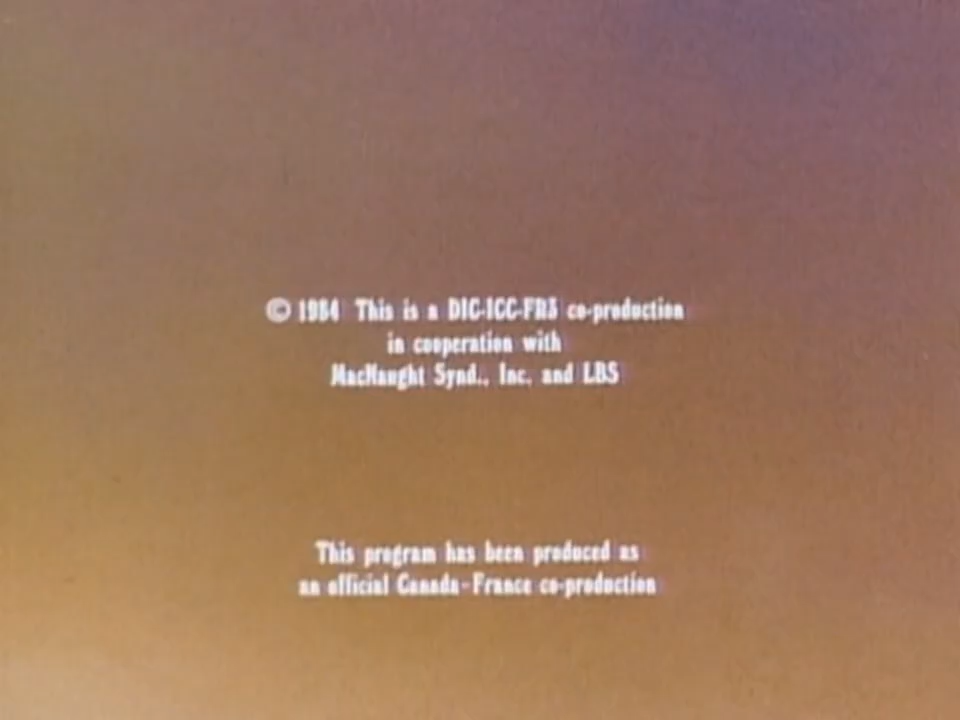 © 1984 This is a DIC-ICC-FR3 co-production
in cooperation with
MacNaught Synd., Inc. and LBS
This program has been produced as
an official Canada-France co-production